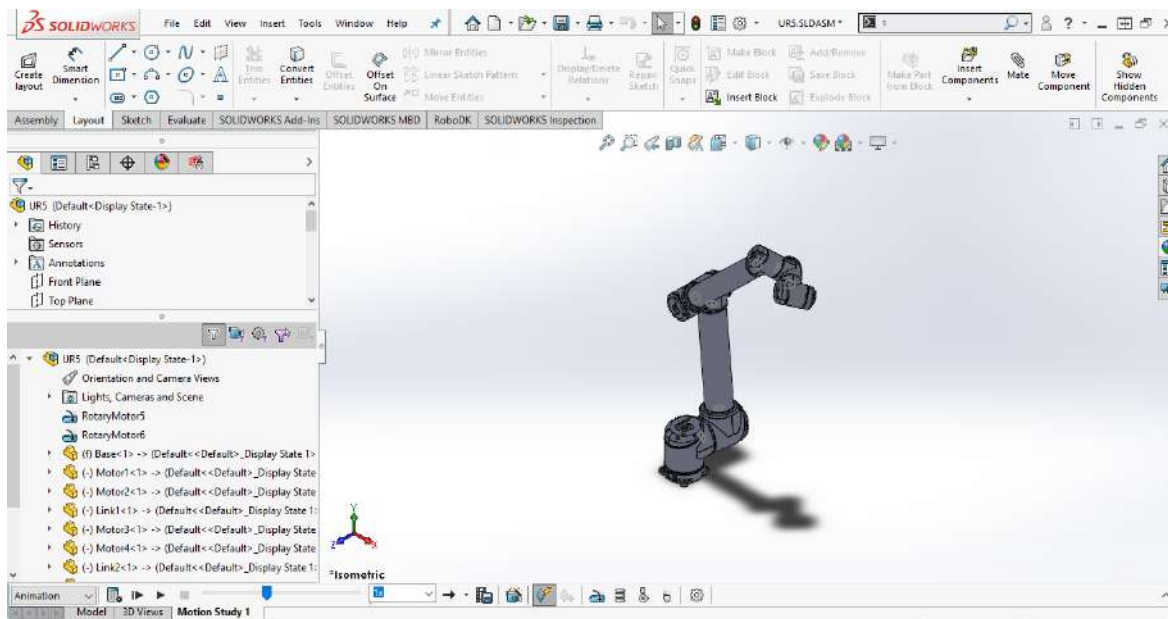 DS SOLIDWORKS File Edit View Insert Tools Window Help UR5.SLDASM *
Create layout
Smart Dimension
Trim Entities
Convert Entities
Offset Entities
Offset On Surface
Mirror Entities
Linear Sketch Pattern
Move Entities
Display/Delete Relations
Repair Sketch
Quick Snaps
Make Block
Edit Block
Insert Block
Add/Remove
Save Block
Explode Block
Make Part from Block
Insert Components
Mate
Move Component
Show Hidden Components
Assembly Layout Sketch Evaluate SOLIDWORKS Add-Ins SOLIDWORKS MBD RoboDK SOLIDWORKS Inspection
UR5 (Default<Display State-1>)
History
Sensors
Annotations
Front Plane
Top Plane
UR5 (Default<Display State-1>)
Orientation and Camera Views
Lights, Cameras and Scene
RotaryMotor5
RotaryMotor6
(f) Base<1> -> (Default<<Default>_Display State 1>
(-) Motor1<1> -> (Default<<Default>_Display State
(-) Motor2<1> -> (Default<<Default>_Display State
(-) Link1<1> -> (Default<<Default>_Display State 1>
(-) Motor3<1> -> (Default<<Default>_Display State
(-) Motor4<1> -> (Default<<Default>_Display State
(-) Link2<1> -> (Default<<Default>_Display State 1>
Y
Z X
*Isometric
Animation 1x
Model 3D Views Motion Study 1